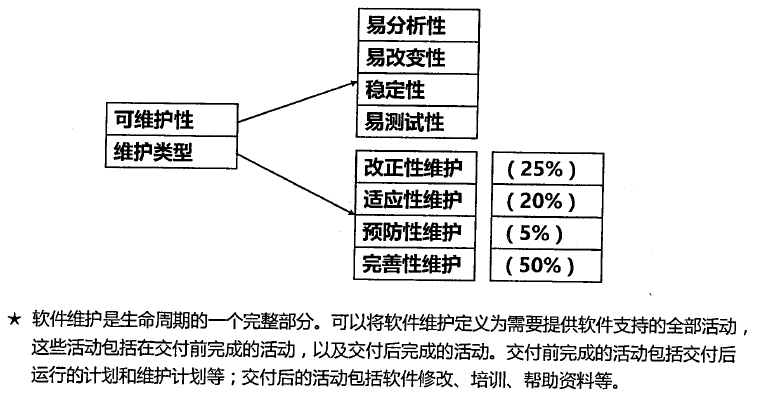 易分析性
易改变性
稳定性
易测试性
可维护性
维护类型
改正性维护 （25%）
适应性维护 （20%）
预防性维护 （5%）
完善性维护 （50%）
★ 软件维护是生命周期的一个完整部分。可以将软件维护定义为需要提供软件支持的全部活动，
这些活动包括在交付前完成的活动，以及交付后完成的活动。交付前完成的活动包括交付后
运行的计划和维护计划等；交付后的活动包括软件修改、培训、帮助资料等。